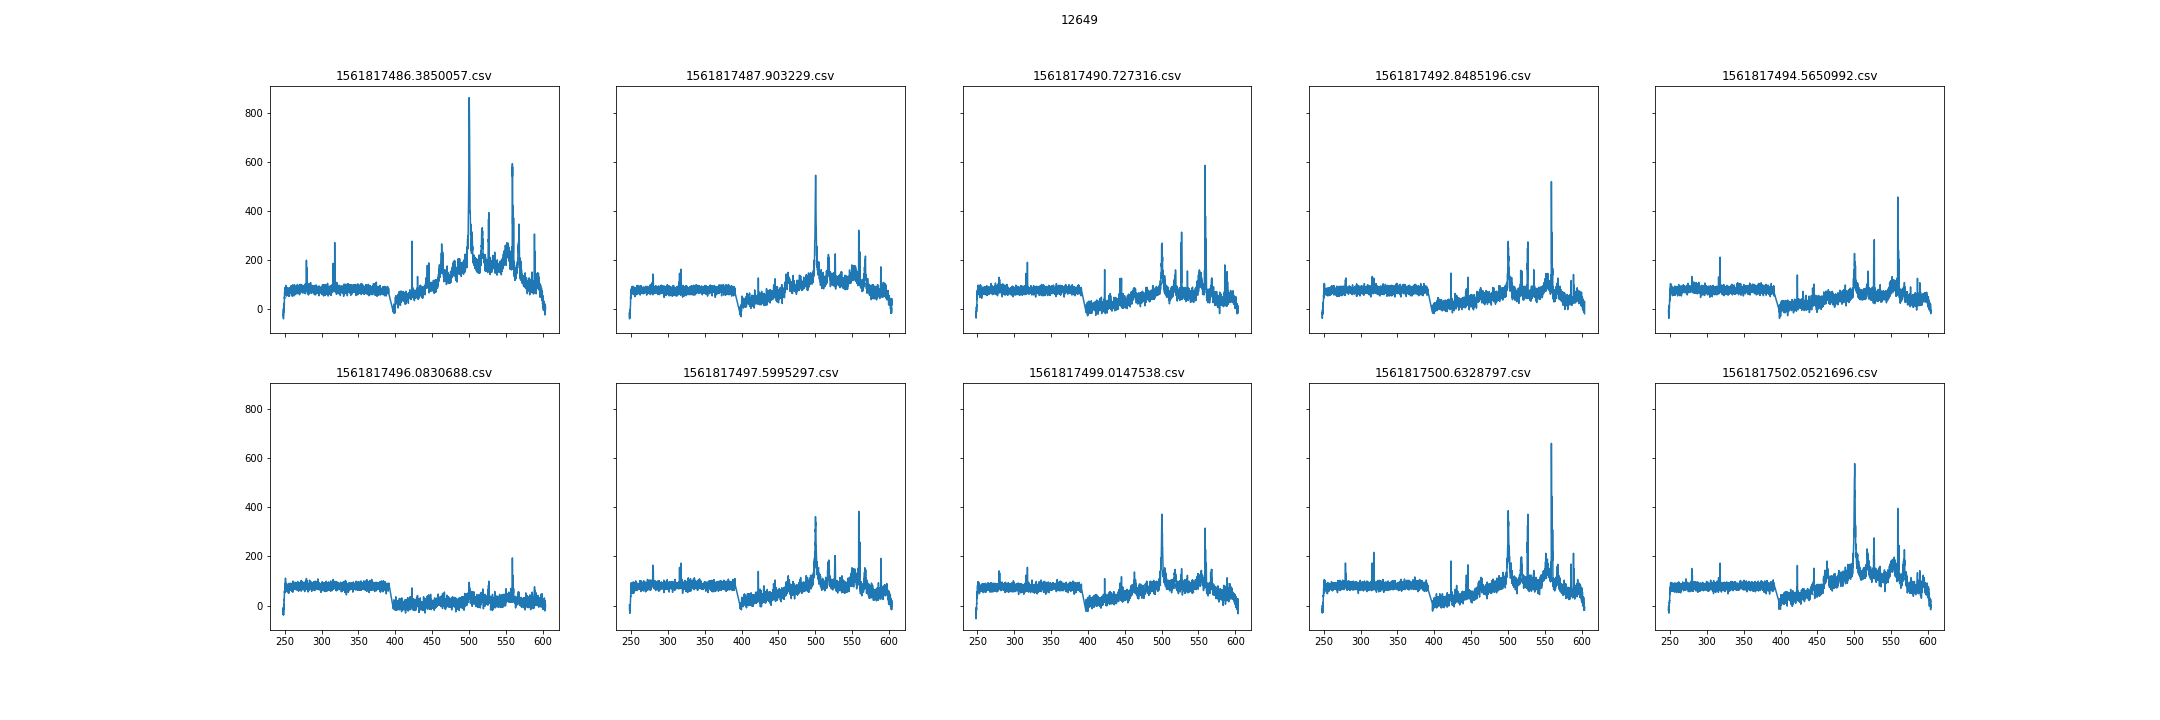 12649
1561817486.3850057.csv
1561817487.903229.csv
1561817490.727316.csv
1561817492.8485196.csv
1561817494.5650992.csv
800
600
400
200
0
1561817496.0830688.csv
1561817497.5995297.csv
1561817499.0147538.csv
1561817500.6328797.csv
1561817502.0521696.csv
800
600
400
200
0
250 300 350 400 450 500 550 600
250 300 350 400 450 500 550 600
250 300 350 400 450 500 550 600
250 300 350 400 450 500 550 600
250 300 350 400 450 500 550 600